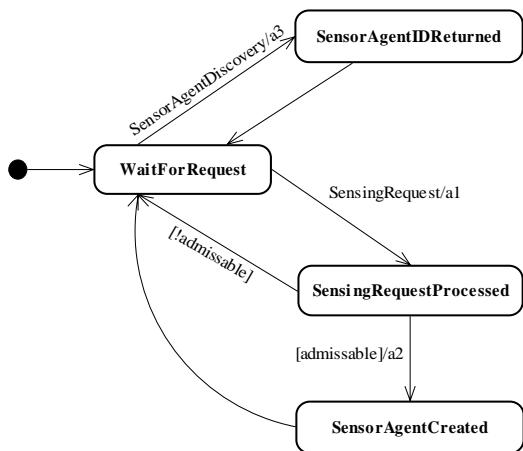 SensorAgentIDReturned
SensorAgentDiscovery/a3
WaitForRequest
SensingRequest/a1
[!admissable]
SensingRequestProcessed
[admissable]/a2
SensorAgentCreated